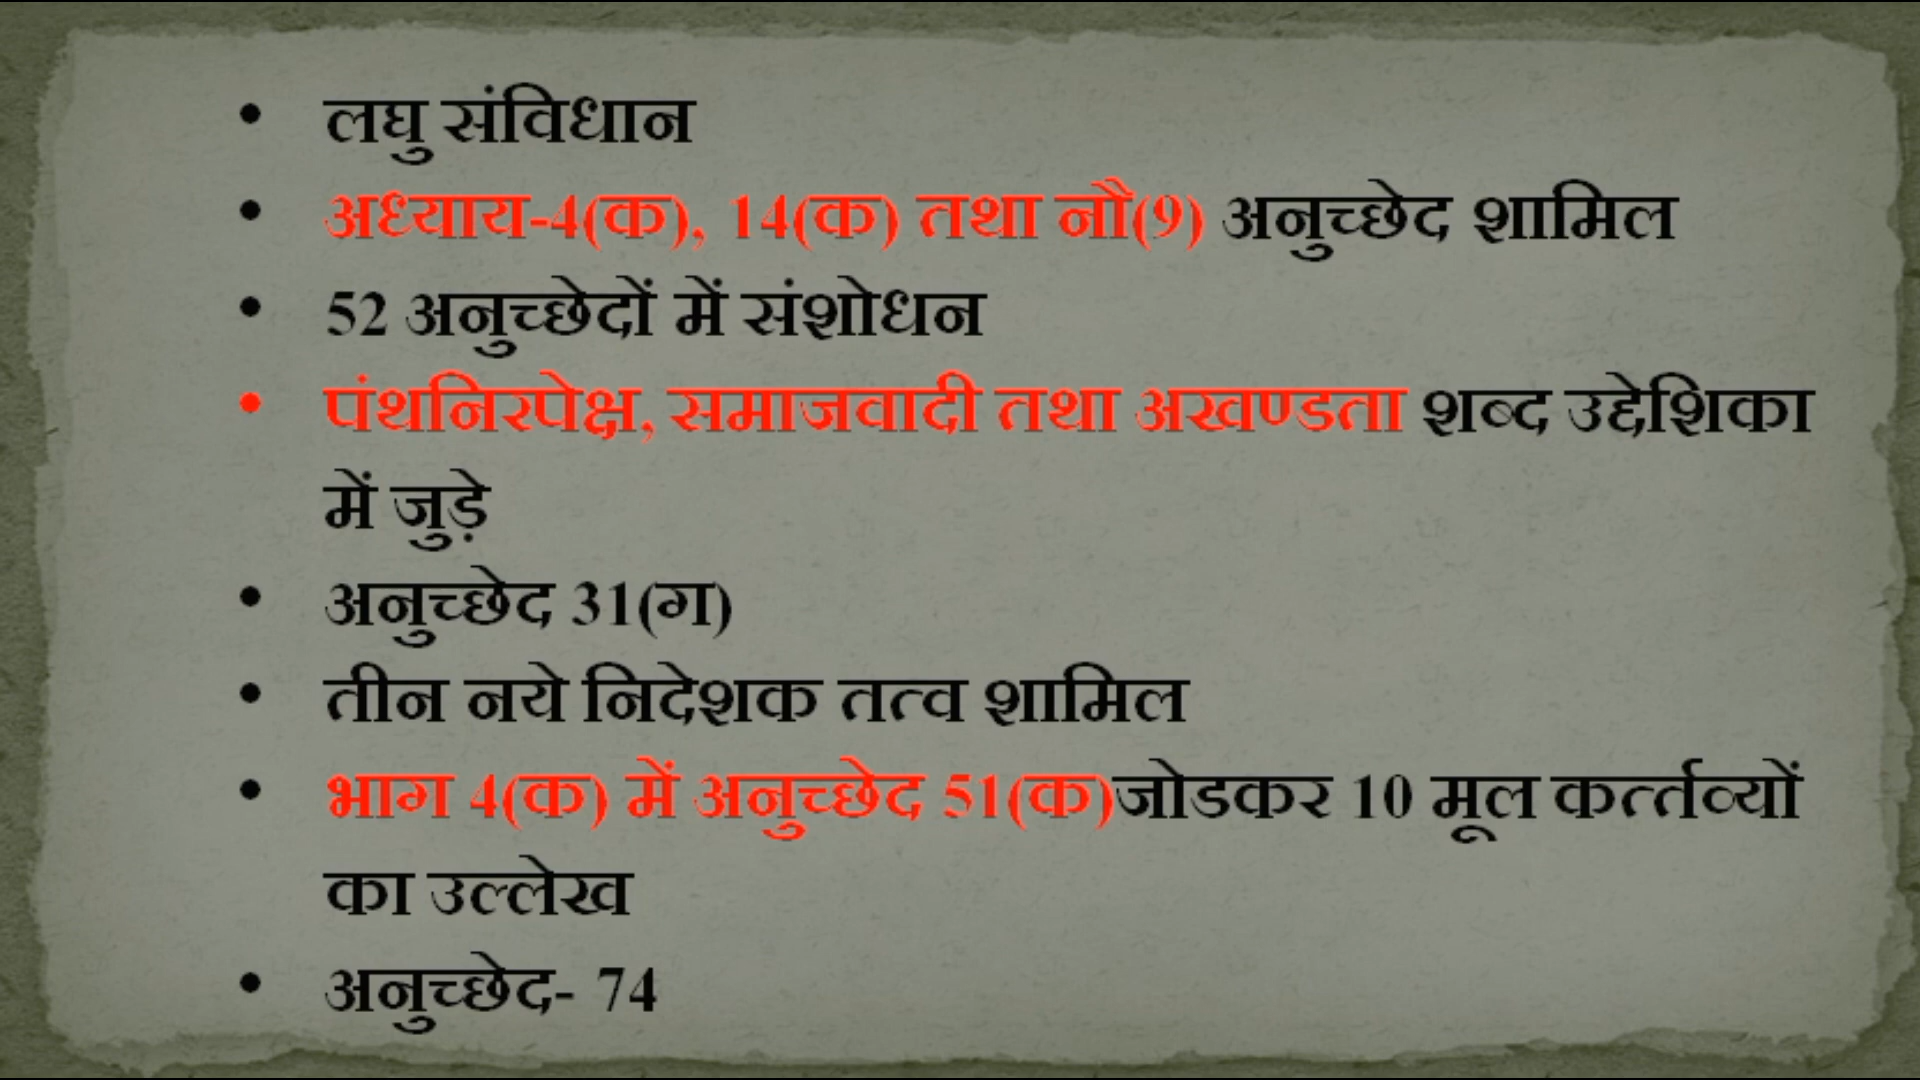 • लघु संविधान
• अध्याय-4(क), 14(क) तथा नौ(9) अनुच्छेद शामिल
• 52 अनुच्छेदों में संशोधन
• पंथनिरपेक्ष, समाजवादी तथा अखण्डता शब्द उद्देशिका
में जुड़े
• अनुच्छेद 31(ग)
• तीन नये निदेशक तत्व शामिल
• भाग 4(क) में अनुच्छेद 51(क)जोडकर 10 मूल कर्त्तव्यों
का उल्लेख
• अनुच्छेद- 74